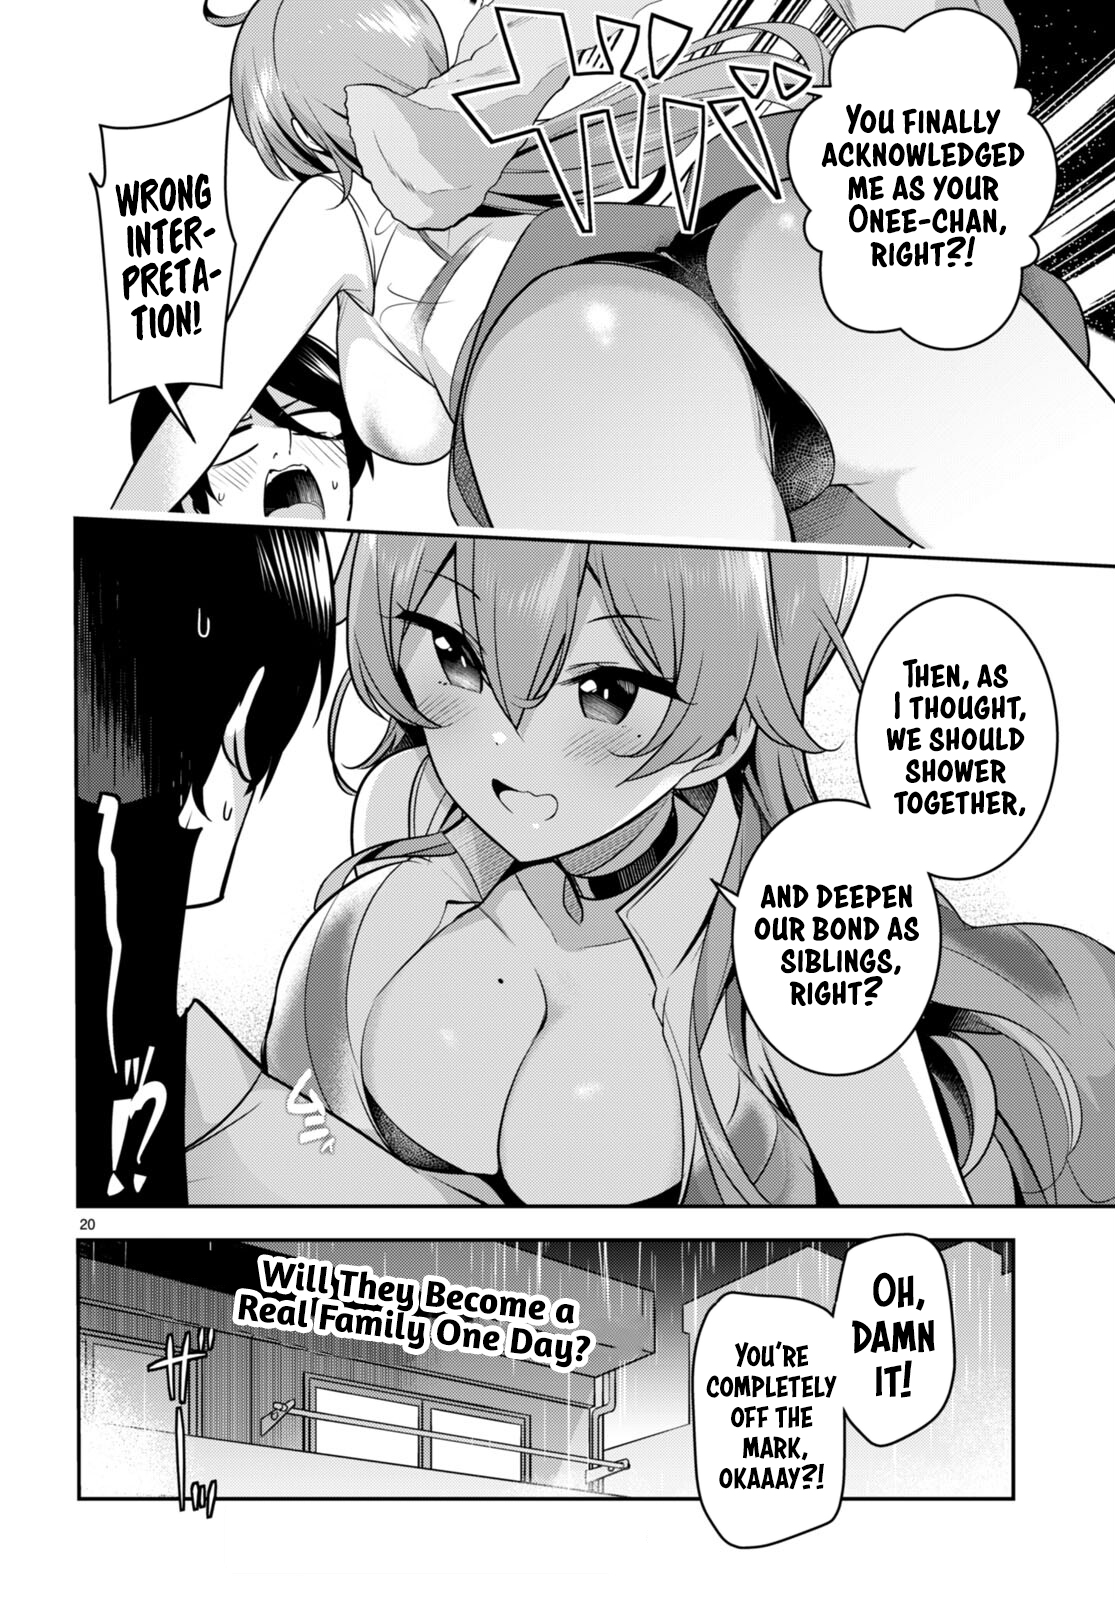 YOU FINALLY
ACKNOWLEDGED
ME AS YOUR
ONEE-CHAN,
RIGHT?!
WRONG
INTER-
PRETA-
TION!
THEN, AS
I THOUGHT,
WE SHOULD
SHOWER
TOGETHER,
AND DEEPEN
OUR BOND AS
SIBLINGS,
RIGHT?
20
Will They Become a
Real Family One Day?
OH,
DAMN
IT!
YOU'RE
COMPLETELY
OFF THE
MARK,
OKAAAY?!